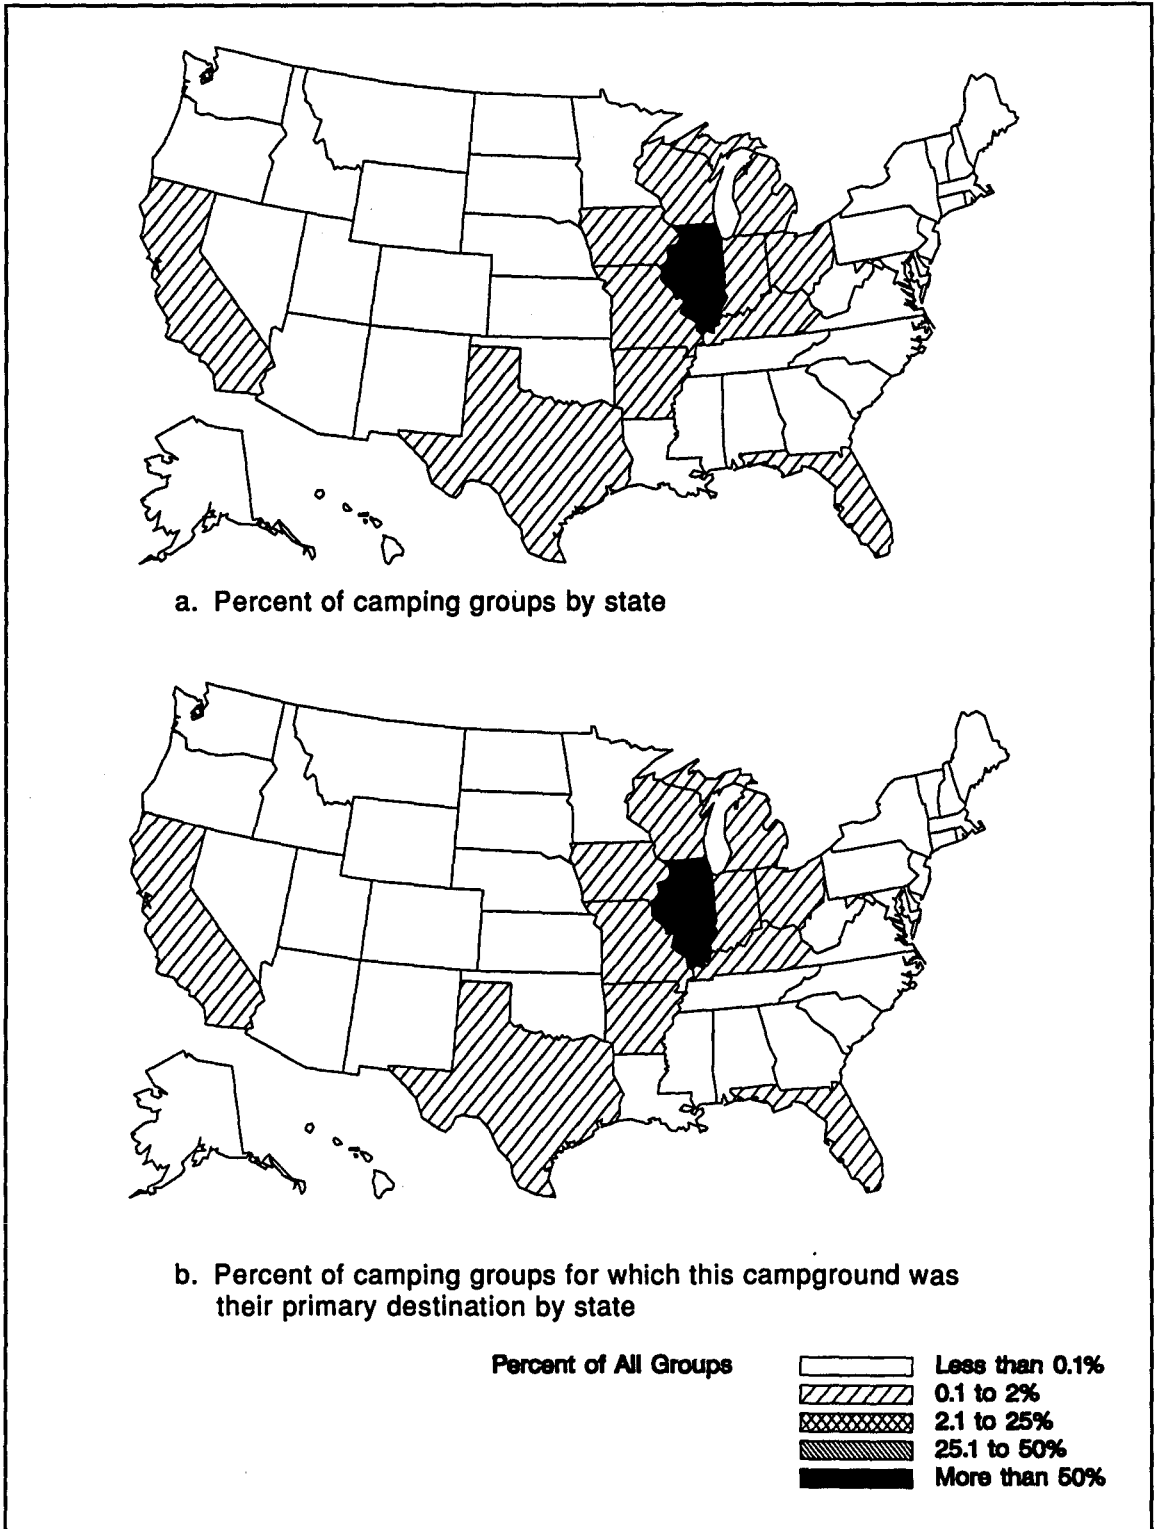 a. Percent of camping groups by state
b. Percent of camping groups for which this campground was
their primary destination by state
Percent of All Groups
Less than 0.1%
0.1 to 2%
2.1 to 25%
25.1 to 50%
More than 50%